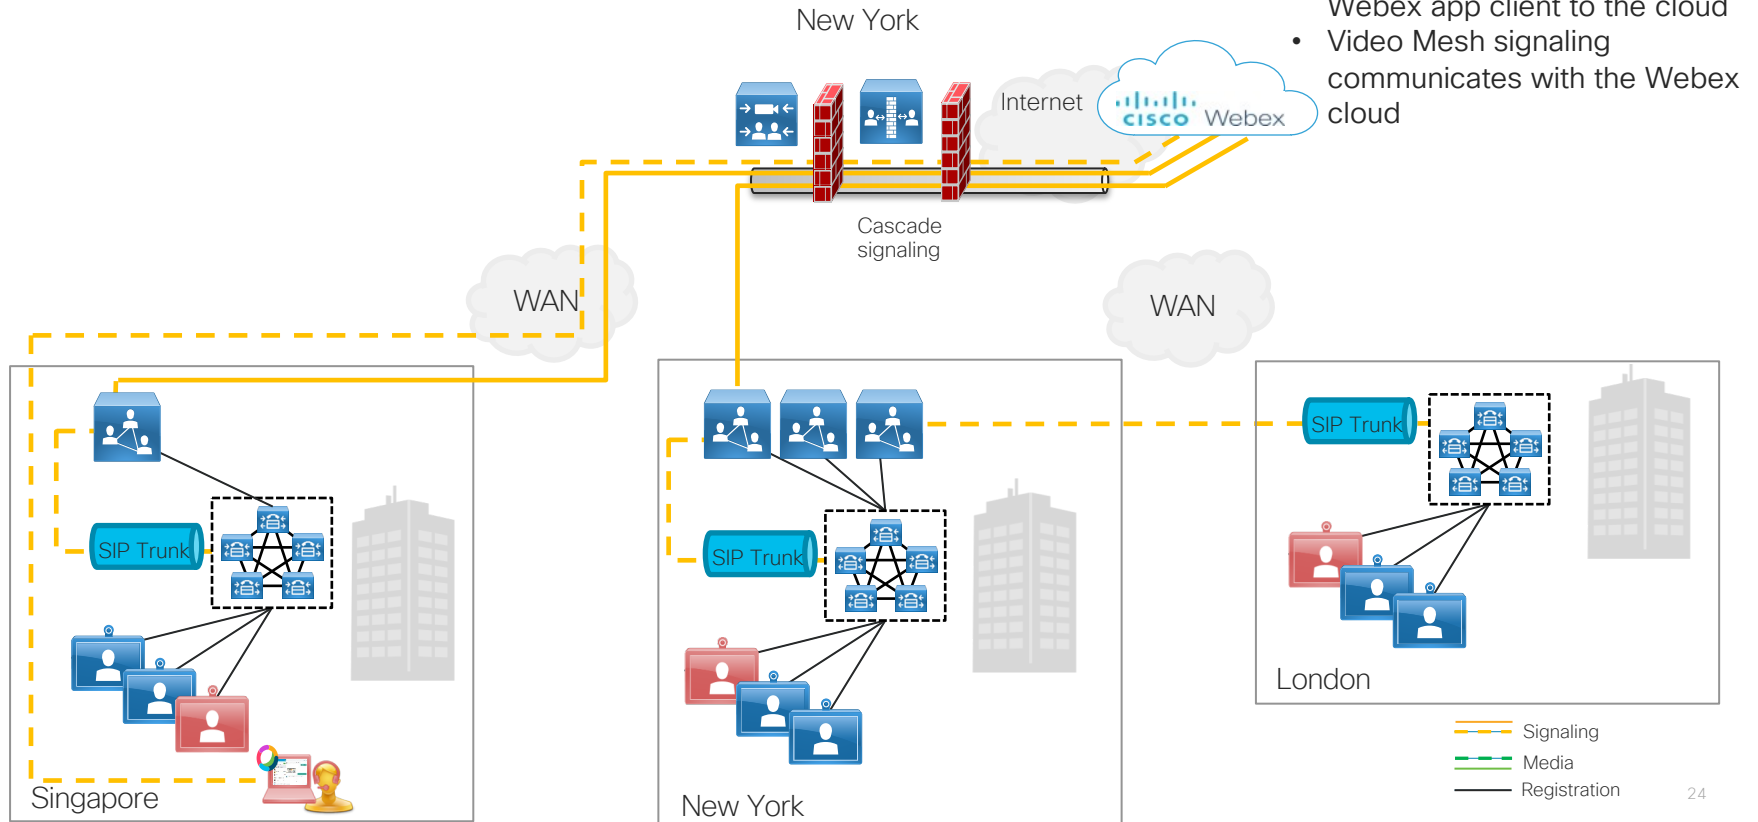 New York
Webex app client to the cloud
• Video Mesh signaling
communicates with the Webex
cloud
Internet
CISCO Webex
Cascade
signaling
WAN
WAN
SIP Trunk
SIP Trunk
SIP Trunk
London
Singapore
New York
Signaling
Media
Registration
24